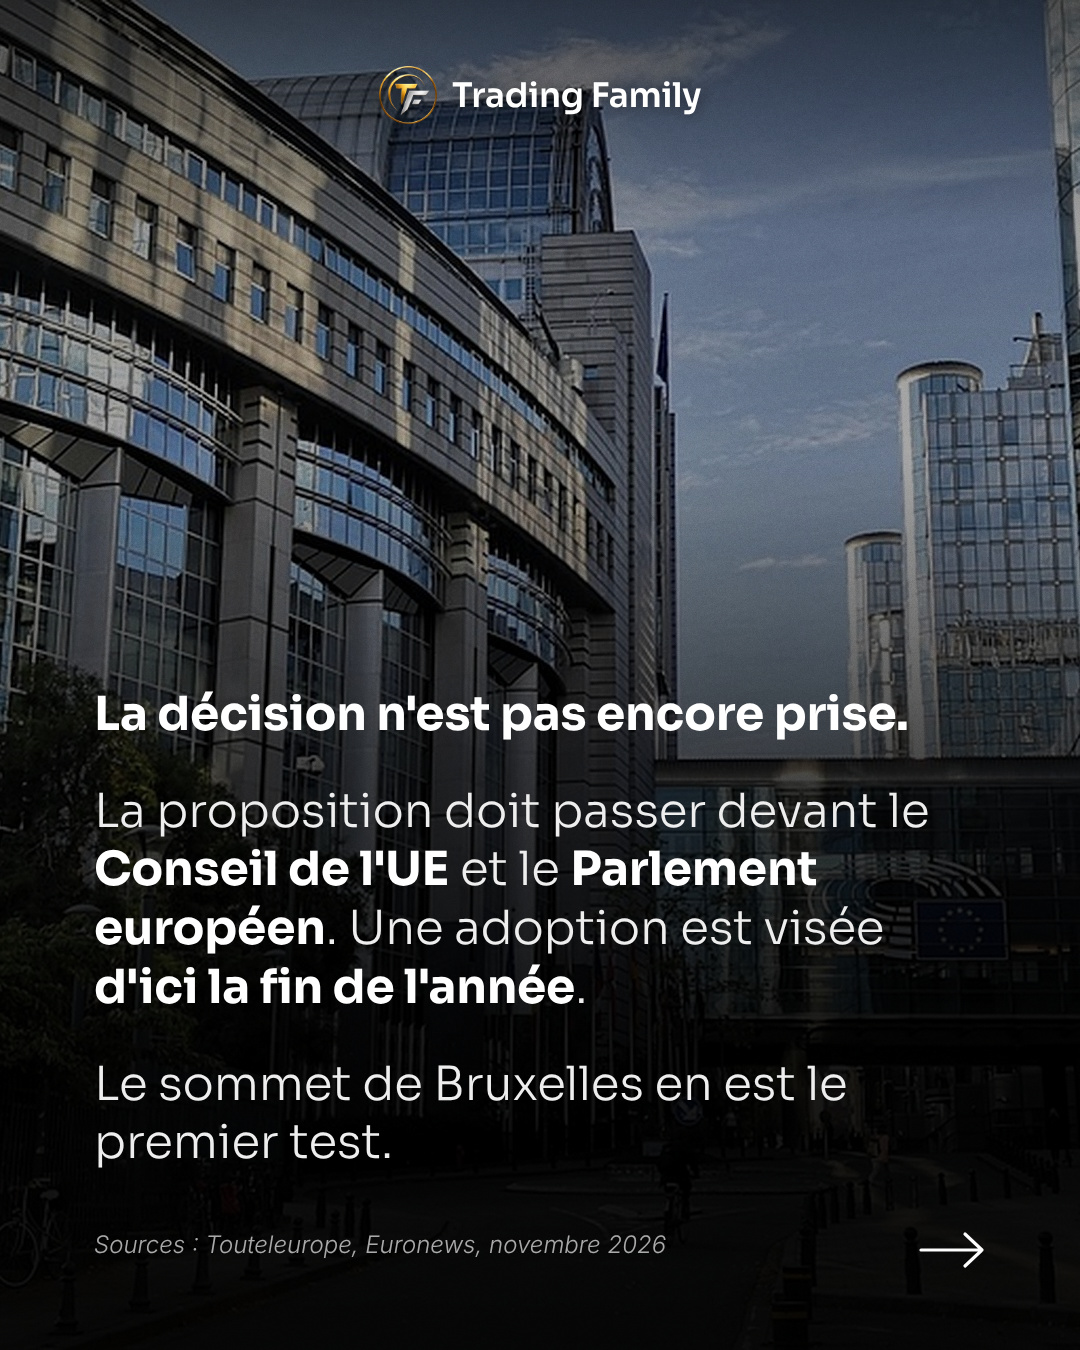 Trading Family
La décision n'est pas encore prise.
La proposition doit passer devant le
Conseil de l'UE et le Parlement
européen. Une adoption est visée
d'ici la fin de l'année.
Le sommet de Bruxelles en est le
premier test.
Sources : Touteleurope, Euronews, novembre 2026